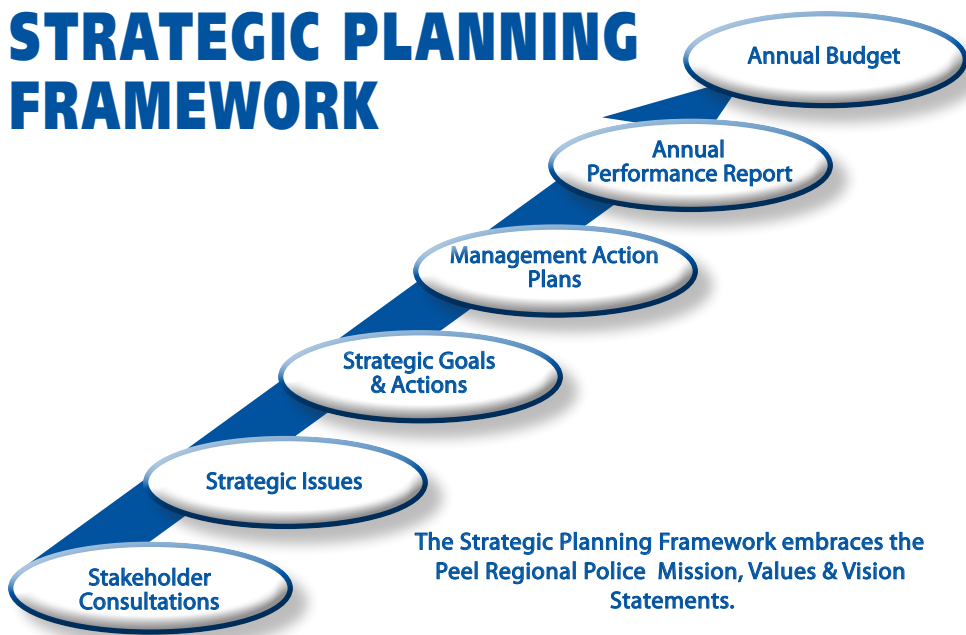 STRATEGIC PLANNING
FRAMEWORK
Annual Budget
Annual
Performance Report
Management Action
Plans
Strategic Goals
& Actions
Strategic Issues
Stakeholder
Consultations
The Strategic Planning Framework embraces the
Peel Regional Police Mission, Values & Vision
Statements.